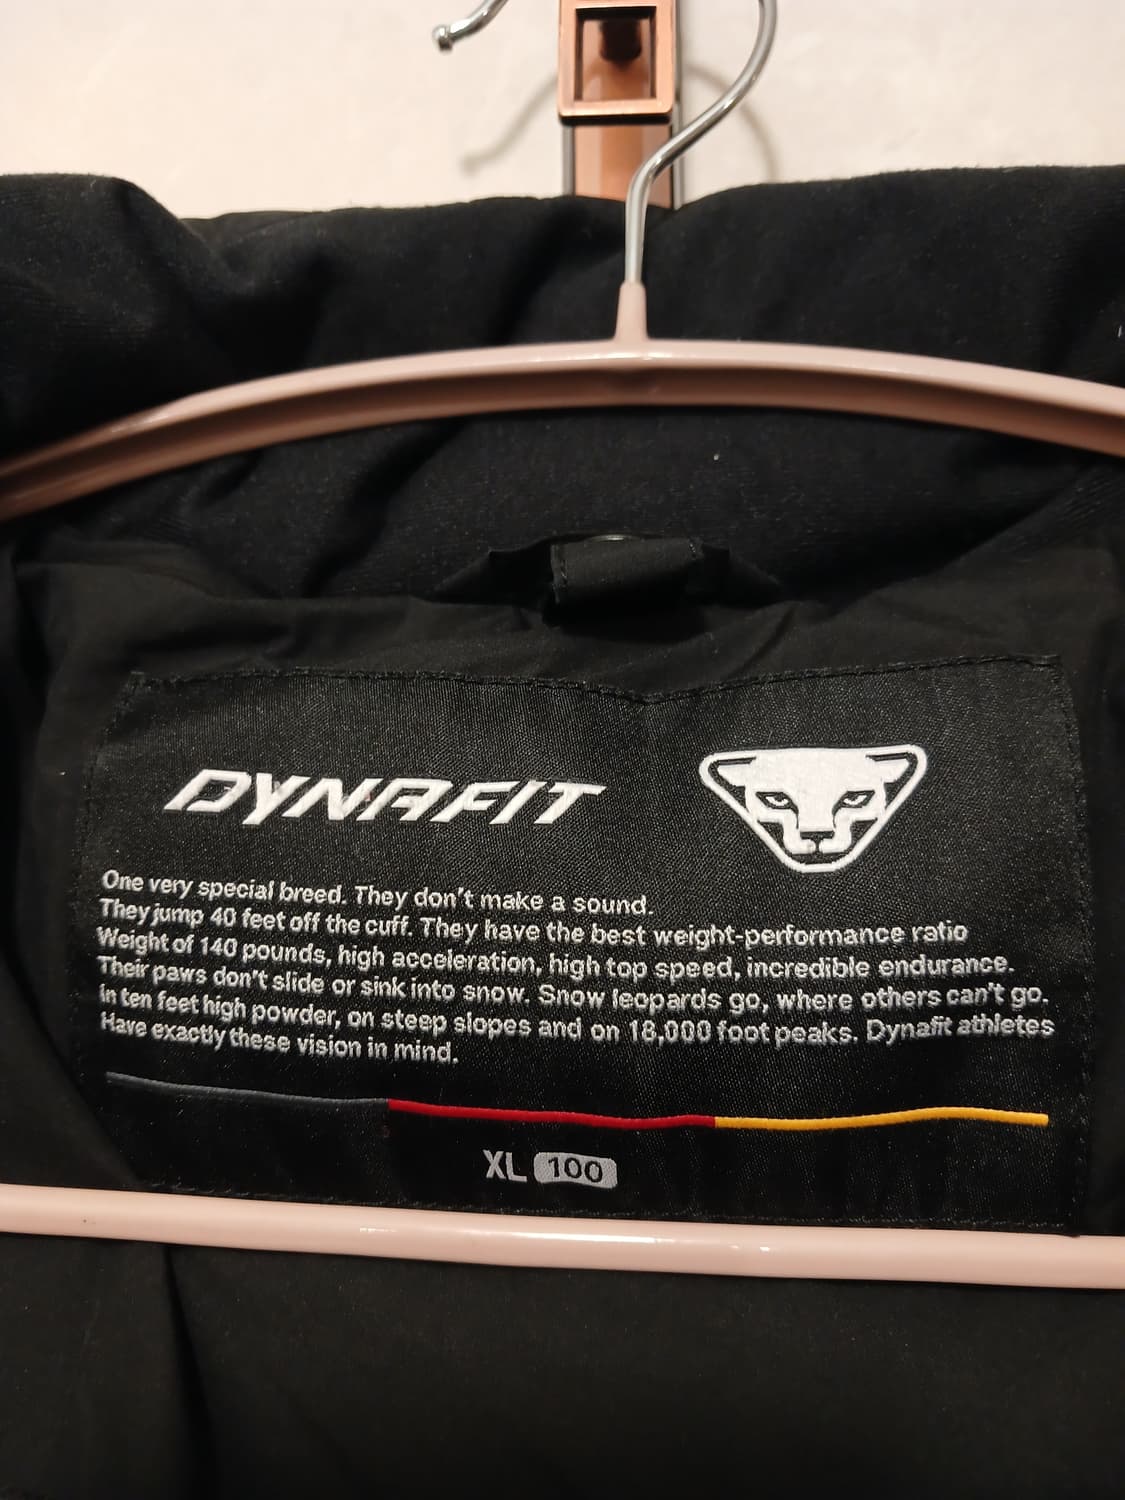 DYNAFIT
One very special breed. They don't make a sound.
They jump 40 feet off the cuff. They have the best weight-performance ratio
Weight of 140 pounds, high acceleration, high top speed, incredible endurance.
Their paws don't slide or sink into snow. Snow leopards go, where others can't go.
in ten feet high powder, on steep slopes and on 18,000 foot peaks. Dynafit athletes
Have exactly these vision in mind.
XL 100